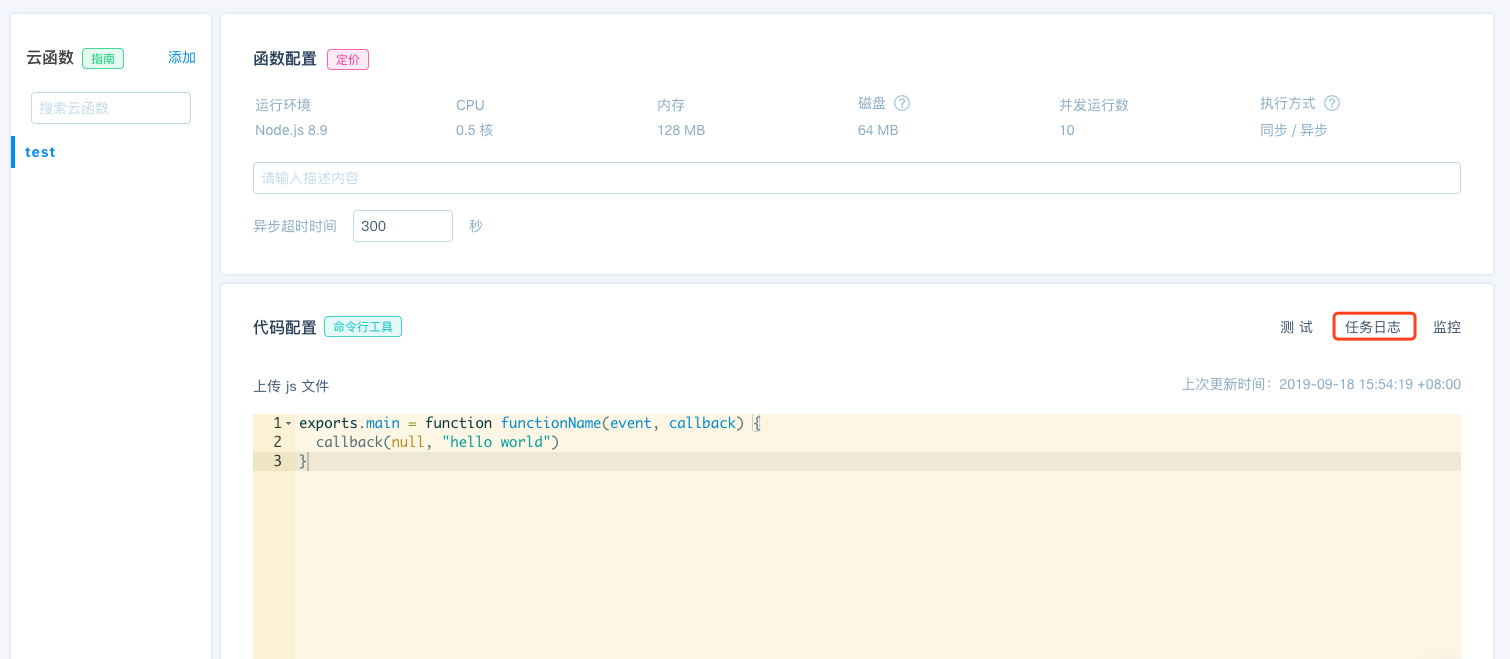 云函数 指南 添加
搜索云函数
test
函数配置 定价
运行环境 CPU 内存 磁盘 ? 并发运行数 执行方式 ?
Node.js 8.9 0.5 核 128 MB 64 MB 10 同步 / 异步
请输入描述内容
异步超时时间 300 秒
代码配置 命令行工具 测 试 任务日志 监控
上传 js 文件 上次更新时间：2019-09-18 15:54:19 +08:00
1 exports.main = function functionName(event, callback) {
2 callback(null, "hello world")
3 }